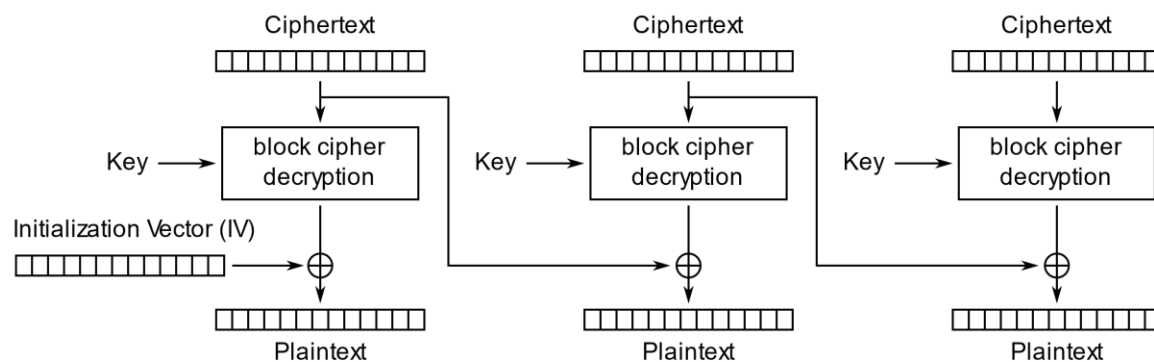 Ciphertext
Ciphertext
Ciphertext
Key
block cipher
decryption
Key
block cipher
decryption
Key
block cipher
decryption
Initialization Vector (IV)
Plaintext
Plaintext
Plaintext